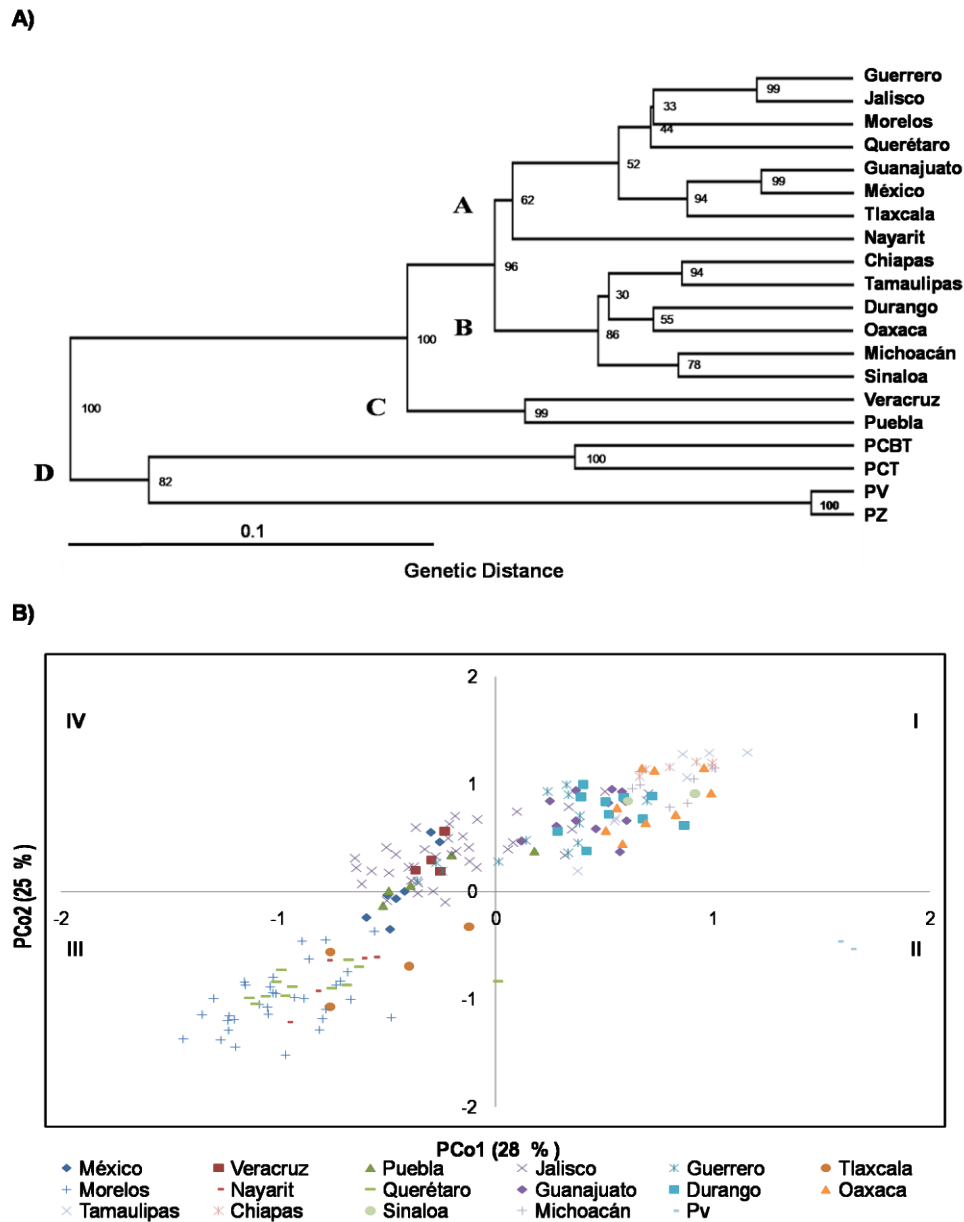 A)
Guerrero
99
Jalisco
33
Morelos
44
Querétaro
52
Guanajuato
99
México
94
A
62
Tlaxcala
Nayarit
Chiapas
96
94
Tamaulipas
30
Durango
B
55
100
86
Oaxaca
Michoacán
78
Sinaloa
C
Veracruz
100
99
Puebla
PCBT
100
D
82
PCT
PV
100
PZ
0.1
Genetic Distance
B)
2
IV
I
1
0
-2
-1
0
1
2
III
II
-1
-2
PCo2 (25 %)
PCo1 (28 %)
México Veracruz Puebla Jalisco Guerrero Tlaxcala
Morelos Nayarit Querétaro Guanajuato Durango Oaxaca
Tamaulipas Chiapas Sinaloa Michoacán Pv